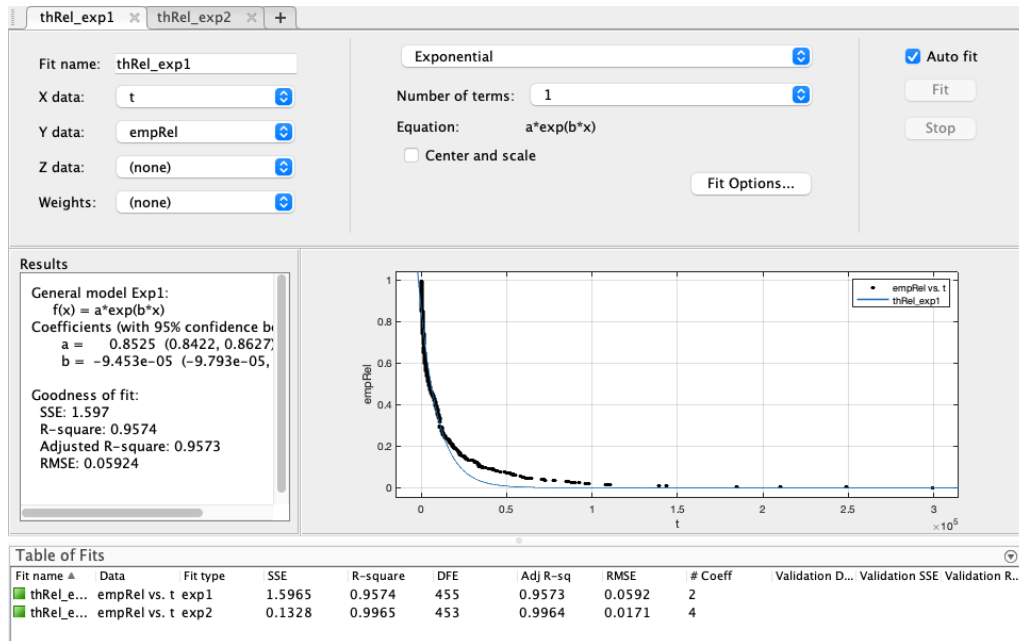 thRel_exp1 × thRel_exp2 × +
Fit name: thRel_exp1
X data: t
Y data: empRel
Z data: (none)
Weights: (none)
Exponential
Number of terms: 1
Equation: a*exp(b*x)
Center and scale
Fit Options...
Auto fit
Fit
Stop
Results
General model Exp1:
f(x) = a*exp(b*x)
Coefficients (with 95% confidence bo
a = 0.8525 (0.8422, 0.8627)
b = -9.453e-05 (-9.793e-05,
Goodness of fit:
SSE: 1.597
R-square: 0.9574
Adjusted R-square: 0.9573
RMSE: 0.05924
empRel
1
0.8
0.6
0.4
0.2
0
0 0.5 1 1.5 2 2.5 3
t
×10⁵
empRel vs. t
thRel_exp1
Table of Fits
Fit name ▲ Data Fit type SSE R-square DFE Adj R-sq RMSE # Coeff Validation D... Validation SSE Validation R...
thRel_e... empRel vs. t exp1 1.5965 0.9574 455 0.9573 0.0592 2
thRel_e... empRel vs. t exp2 0.1328 0.9965 453 0.9964 0.0171 4